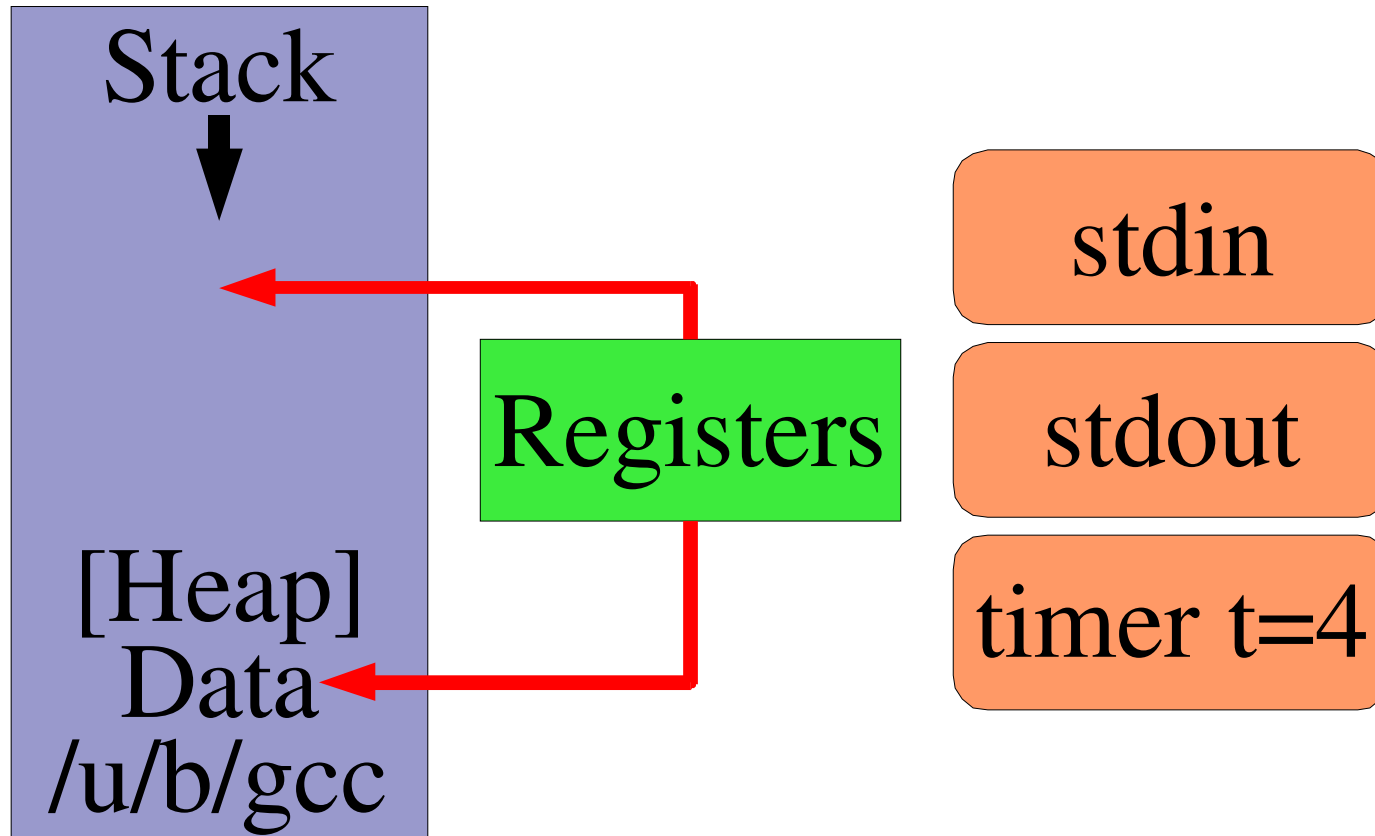 Stack
[Heap]
Data
/u/b/gcc
Registers
stdin
stdout
timer t=4